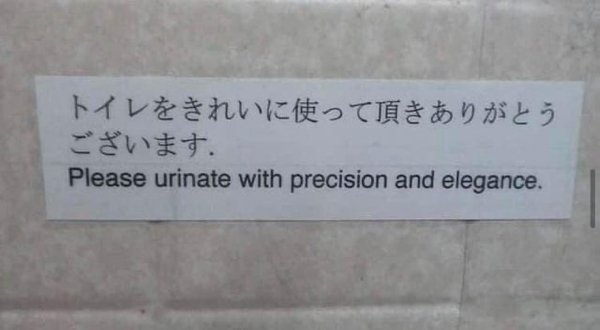 トイレをきれいに使って頂きありがとう
ございます.
Please urinate with precision and elegance.